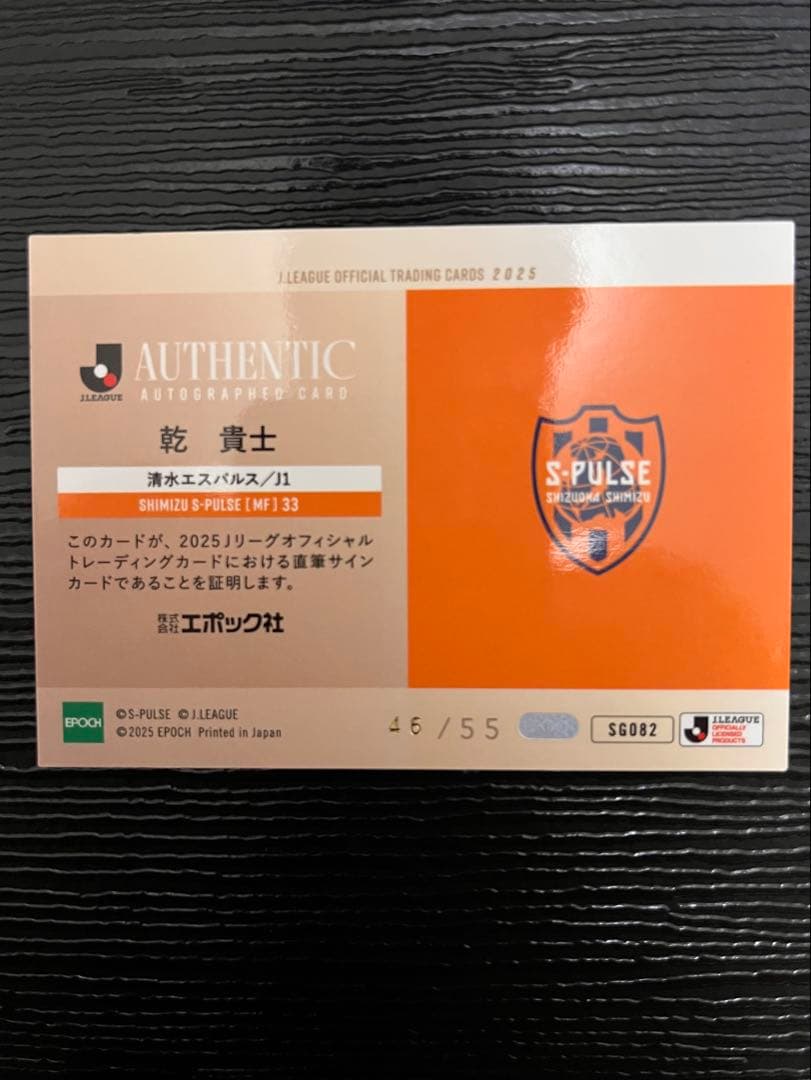 J.LEAGUE OFFICIAL TRADING CARDS 2025
J.LEAGUE
AUTHENTIC
AUTOGRAPHED CARD
乾 貴士
清水エスパルス/J1
SHIMIZU S-PULSE [MF] 33
このカードが、2025Jリーグオフィシャル
トレーディングカードにおける直筆サイン
カードであることを証明します。
株式会社エポック社
S-PULSE
SHIZUOKA SHIMIZU
EPOCH
©S-PULSE ©J.LEAGUE
©2025 EPOCH Printed in Japan
46/55
SG082
J.LEAGUE
OFFICIALLY
LICENSED
PRODUCTS